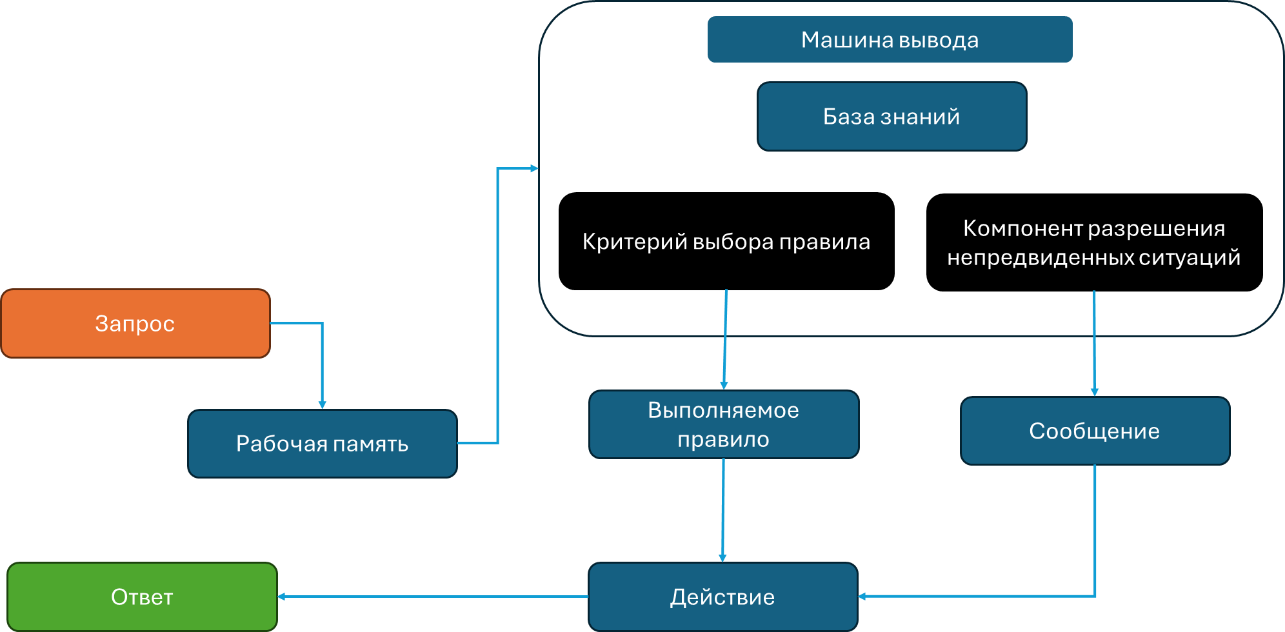 Машина вывода
База знаний
Критерий выбора правила
Компонент разрешения
непредвиденных ситуаций
Запрос
Рабочая память
Выполняемое
правило
Сообщение
Ответ
Действие